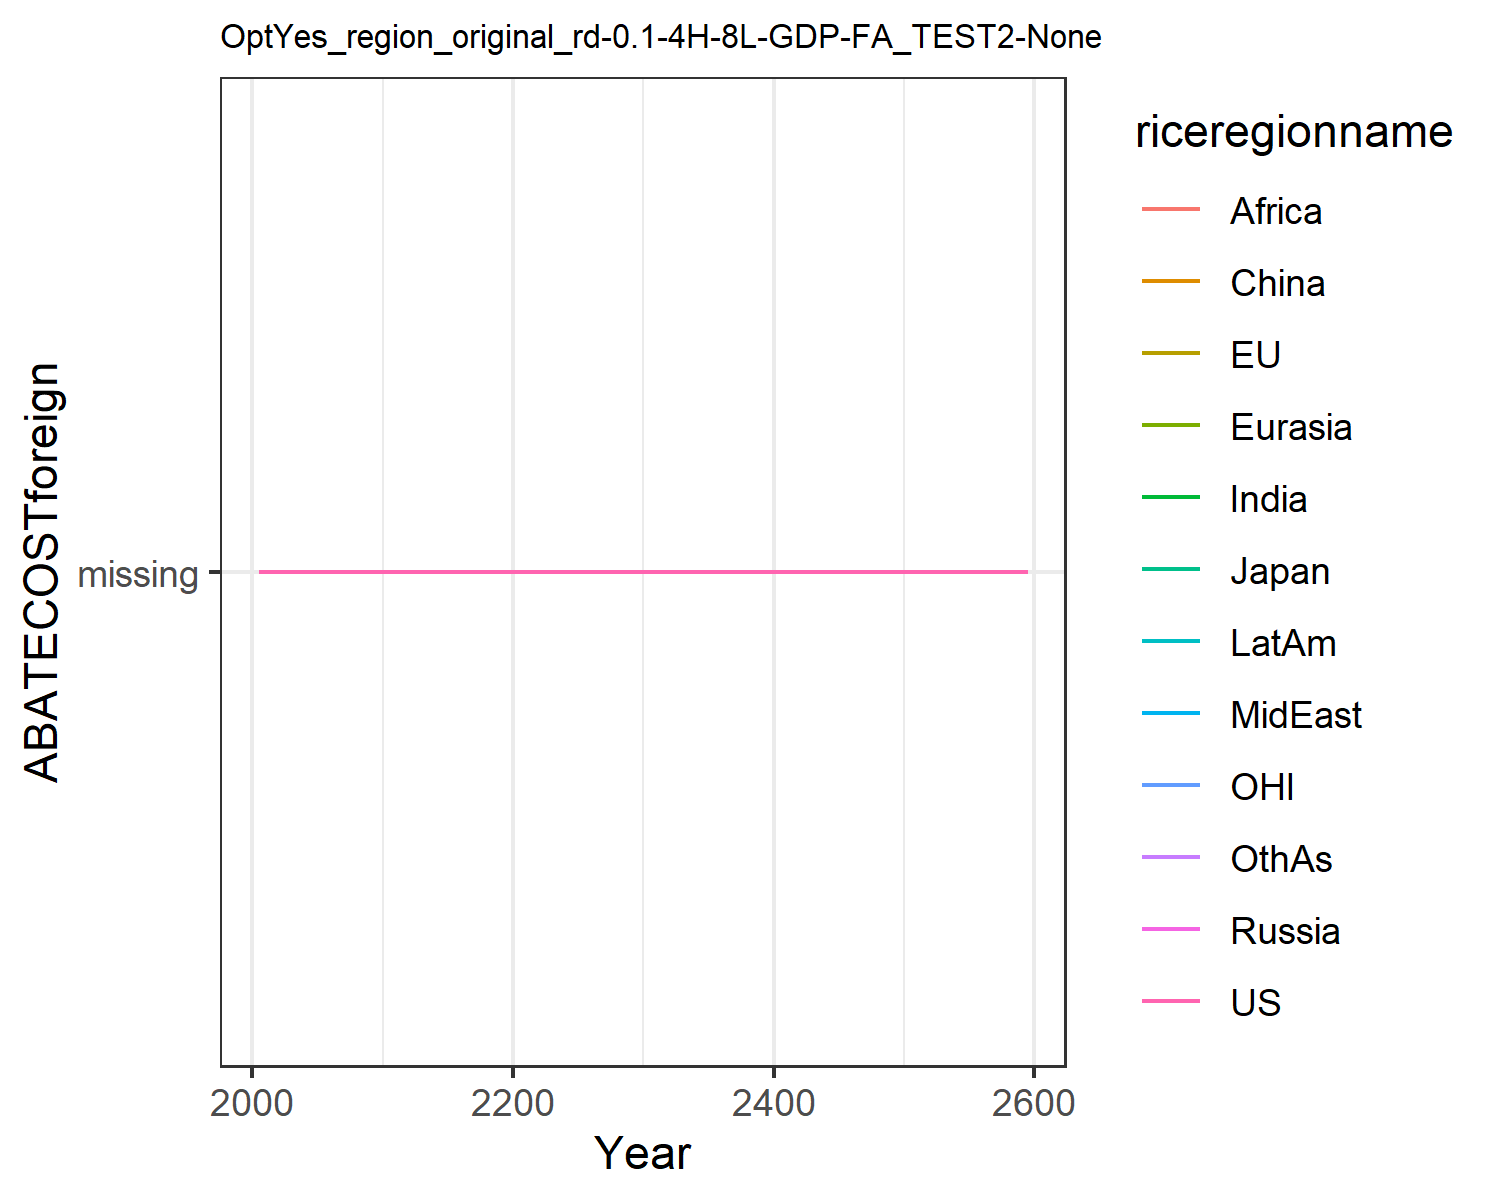 OptYes_region_original_rd-0.1-4H-8L-GDP-FA_TEST2-None
ABATECOSTforeign
missing
2000 2200 2400 2600
Year
riceregionname
Africa
China
EU
Eurasia
India
Japan
LatAm
MidEast
OHI
OthAs
Russia
US